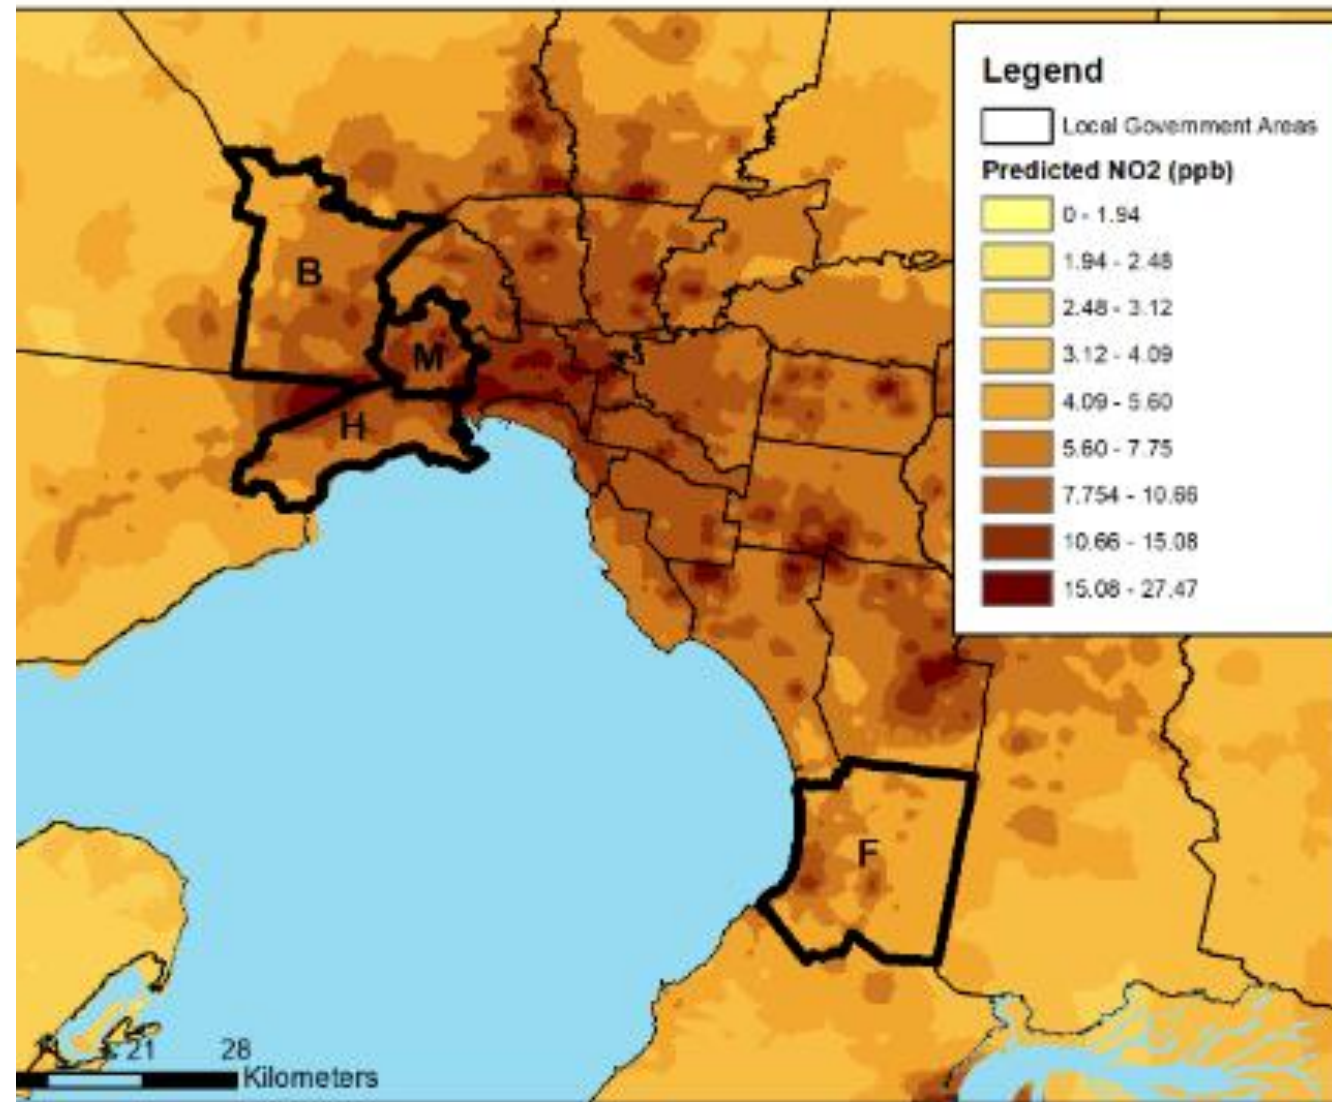 Legend
Local Government Areas
Predicted NO2 (ppb)
0 - 1.94
1.94 - 2.48
2.48 - 3.12
3.12 - 4.09
4.09 - 5.60
5.60 - 7.75
7.754 - 10.66
10.66 - 15.08
15.08 - 27.47
B
M
H
F
21 28
Kilometers